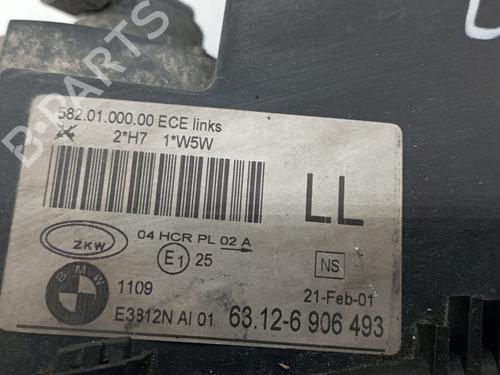 582.01.000.00 ECE links
2*H7 1*W5W
LL
ZKW
04 HCR PL 02 A
E1 25
NS
BMW
1109
21-Feb-01
E3812N AI 01 63.12-6 906 493
B-PARTS